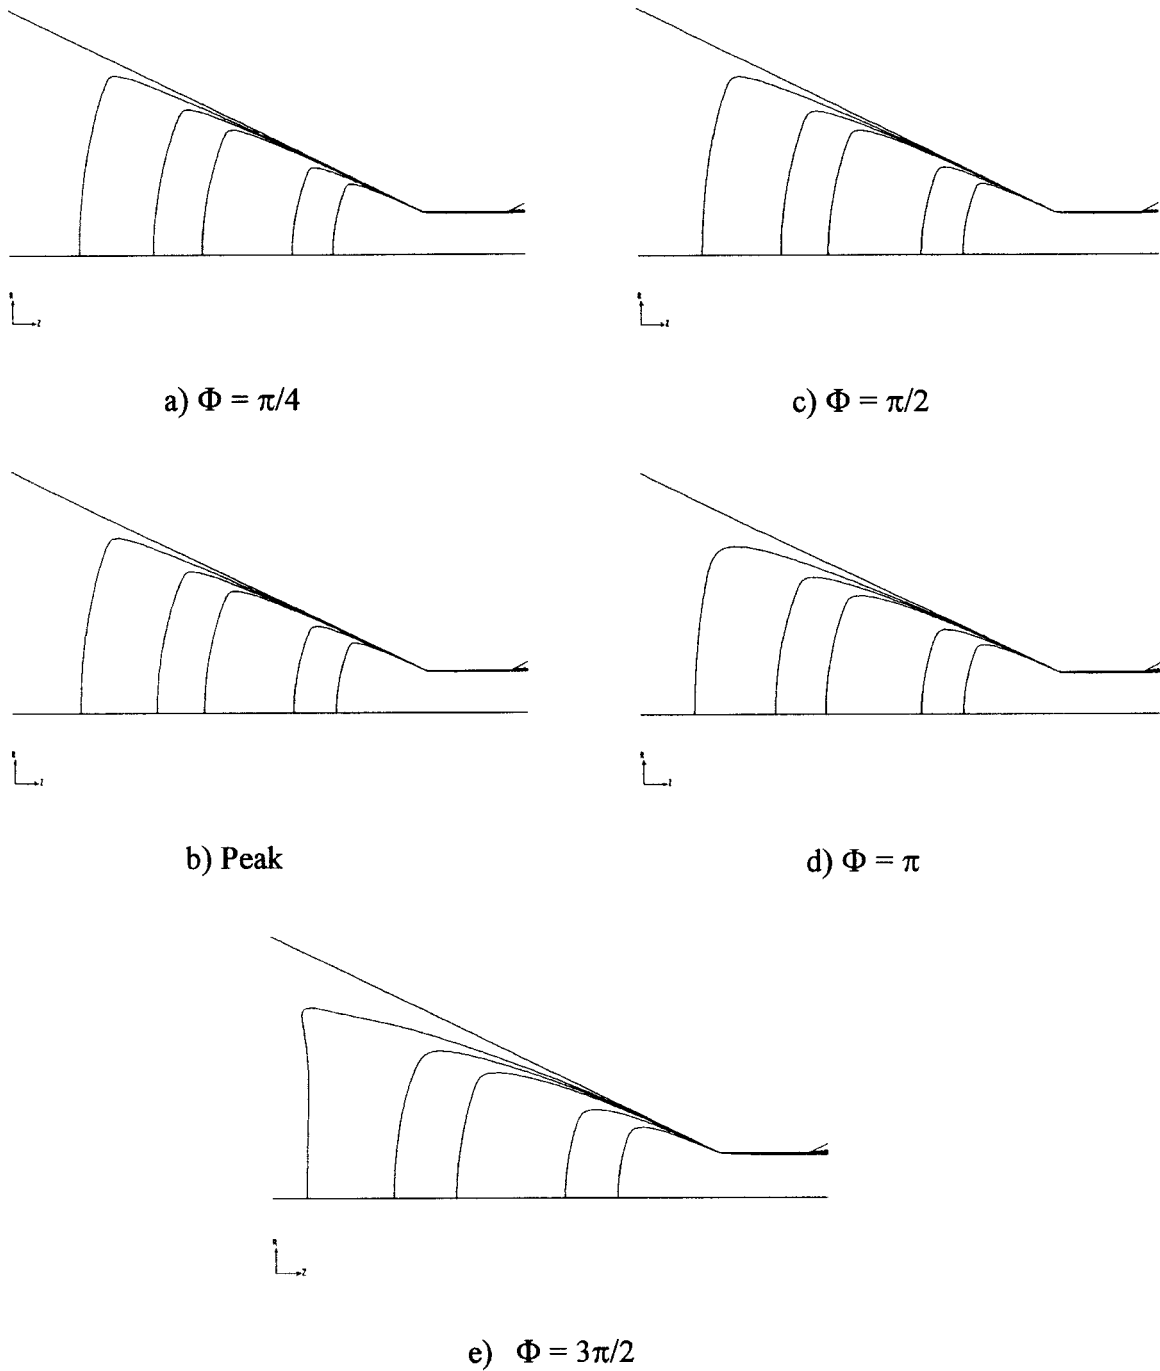 R
Z
R
Z
a) Φ = π/4
c) Φ = π/2
R
Z
R
Z
b) Peak
d) Φ = π
R
Z
e) Φ = 3π/2